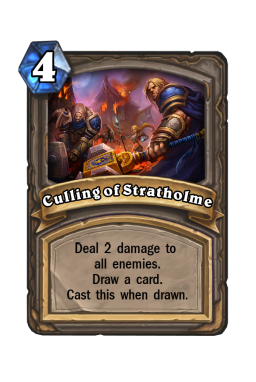 4
Culling of Stratholme
Deal 2 damage to
all enemies.
Draw a card.
Cast this when drawn.